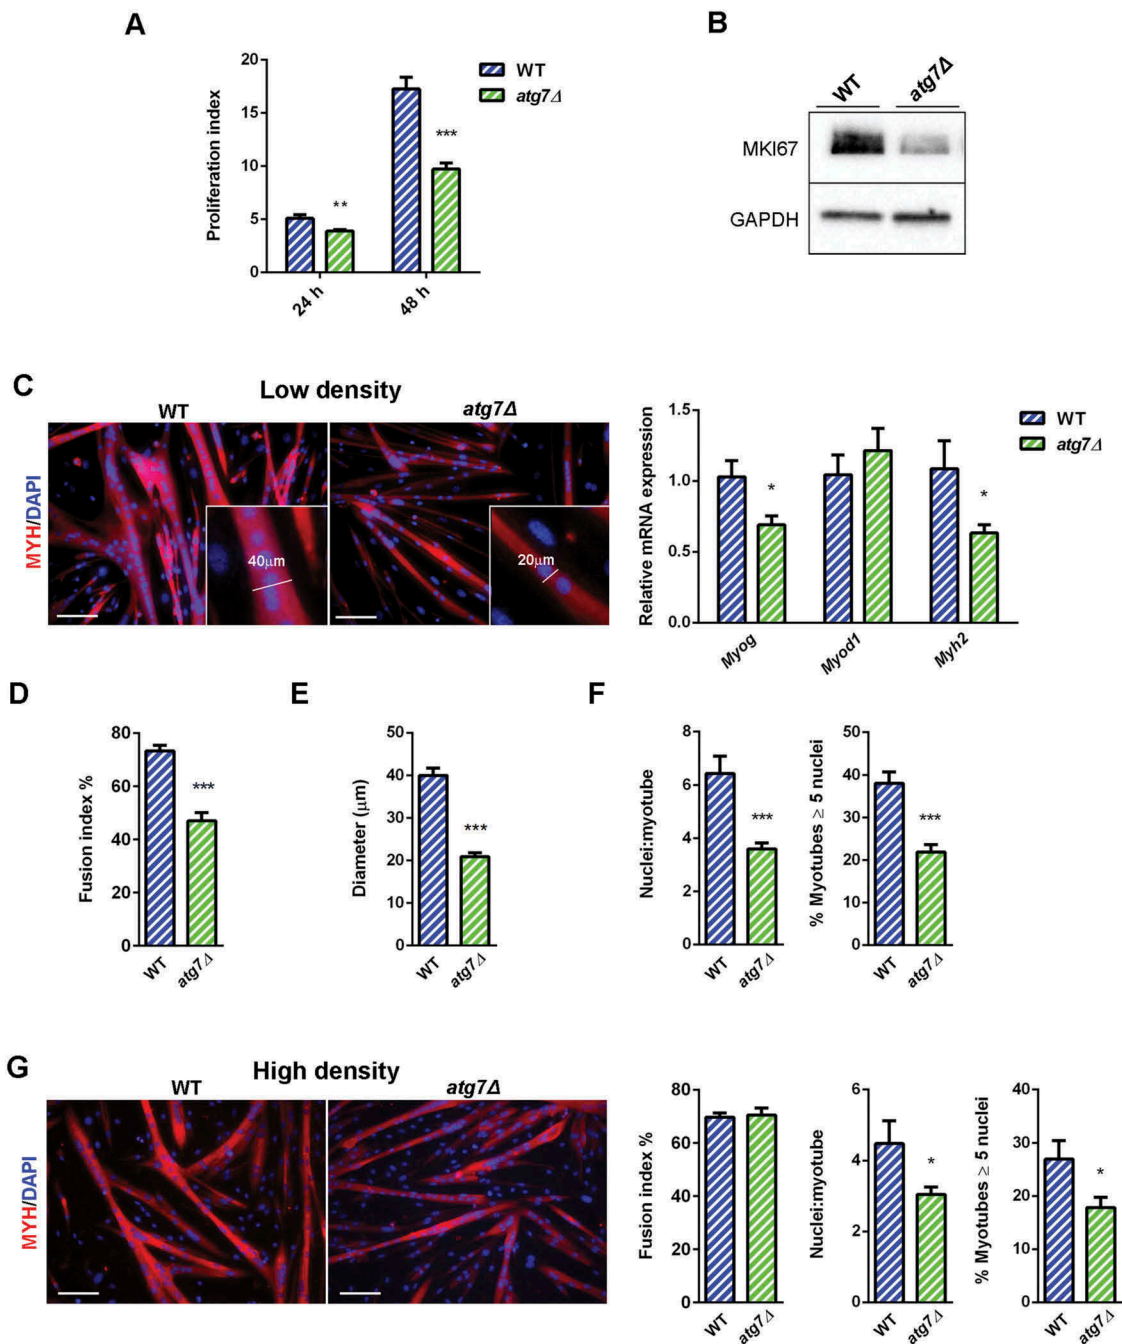 A
Proliferation index
20
15
10
5
0
24 h
48 h
WT
atg7Δ
B
WT
atg7Δ
MKI67
GAPDH
C
Low density
WT
atg7Δ
MYH/DAPI
40μm
20μm
Relative mRNA expression
1.5
1.0
0.5
0.0
Myog
Myod1
Myh2
WT
atg7Δ
**
***
*
*
D
Fusion index %
80
60
40
20
0
***
WT
atg7Δ
E
Diameter (μm)
50
40
30
20
10
0
***
WT
atg7Δ
F
Nuclei:myotube
8
6
4
2
0
***
WT
atg7Δ
% Myotubes ≥ 5 nuclei
50
40
30
20
10
0
***
WT
atg7Δ
G
High density
WT
atg7Δ
MYH/DAPI
Fusion index %
80
60
40
20
0
WT
atg7Δ
Nuclei:myotube
6
4
2
0
*
WT
atg7Δ
% Myotubes ≥ 5 nuclei
40
30
20
10
0
*
WT
atg7Δ